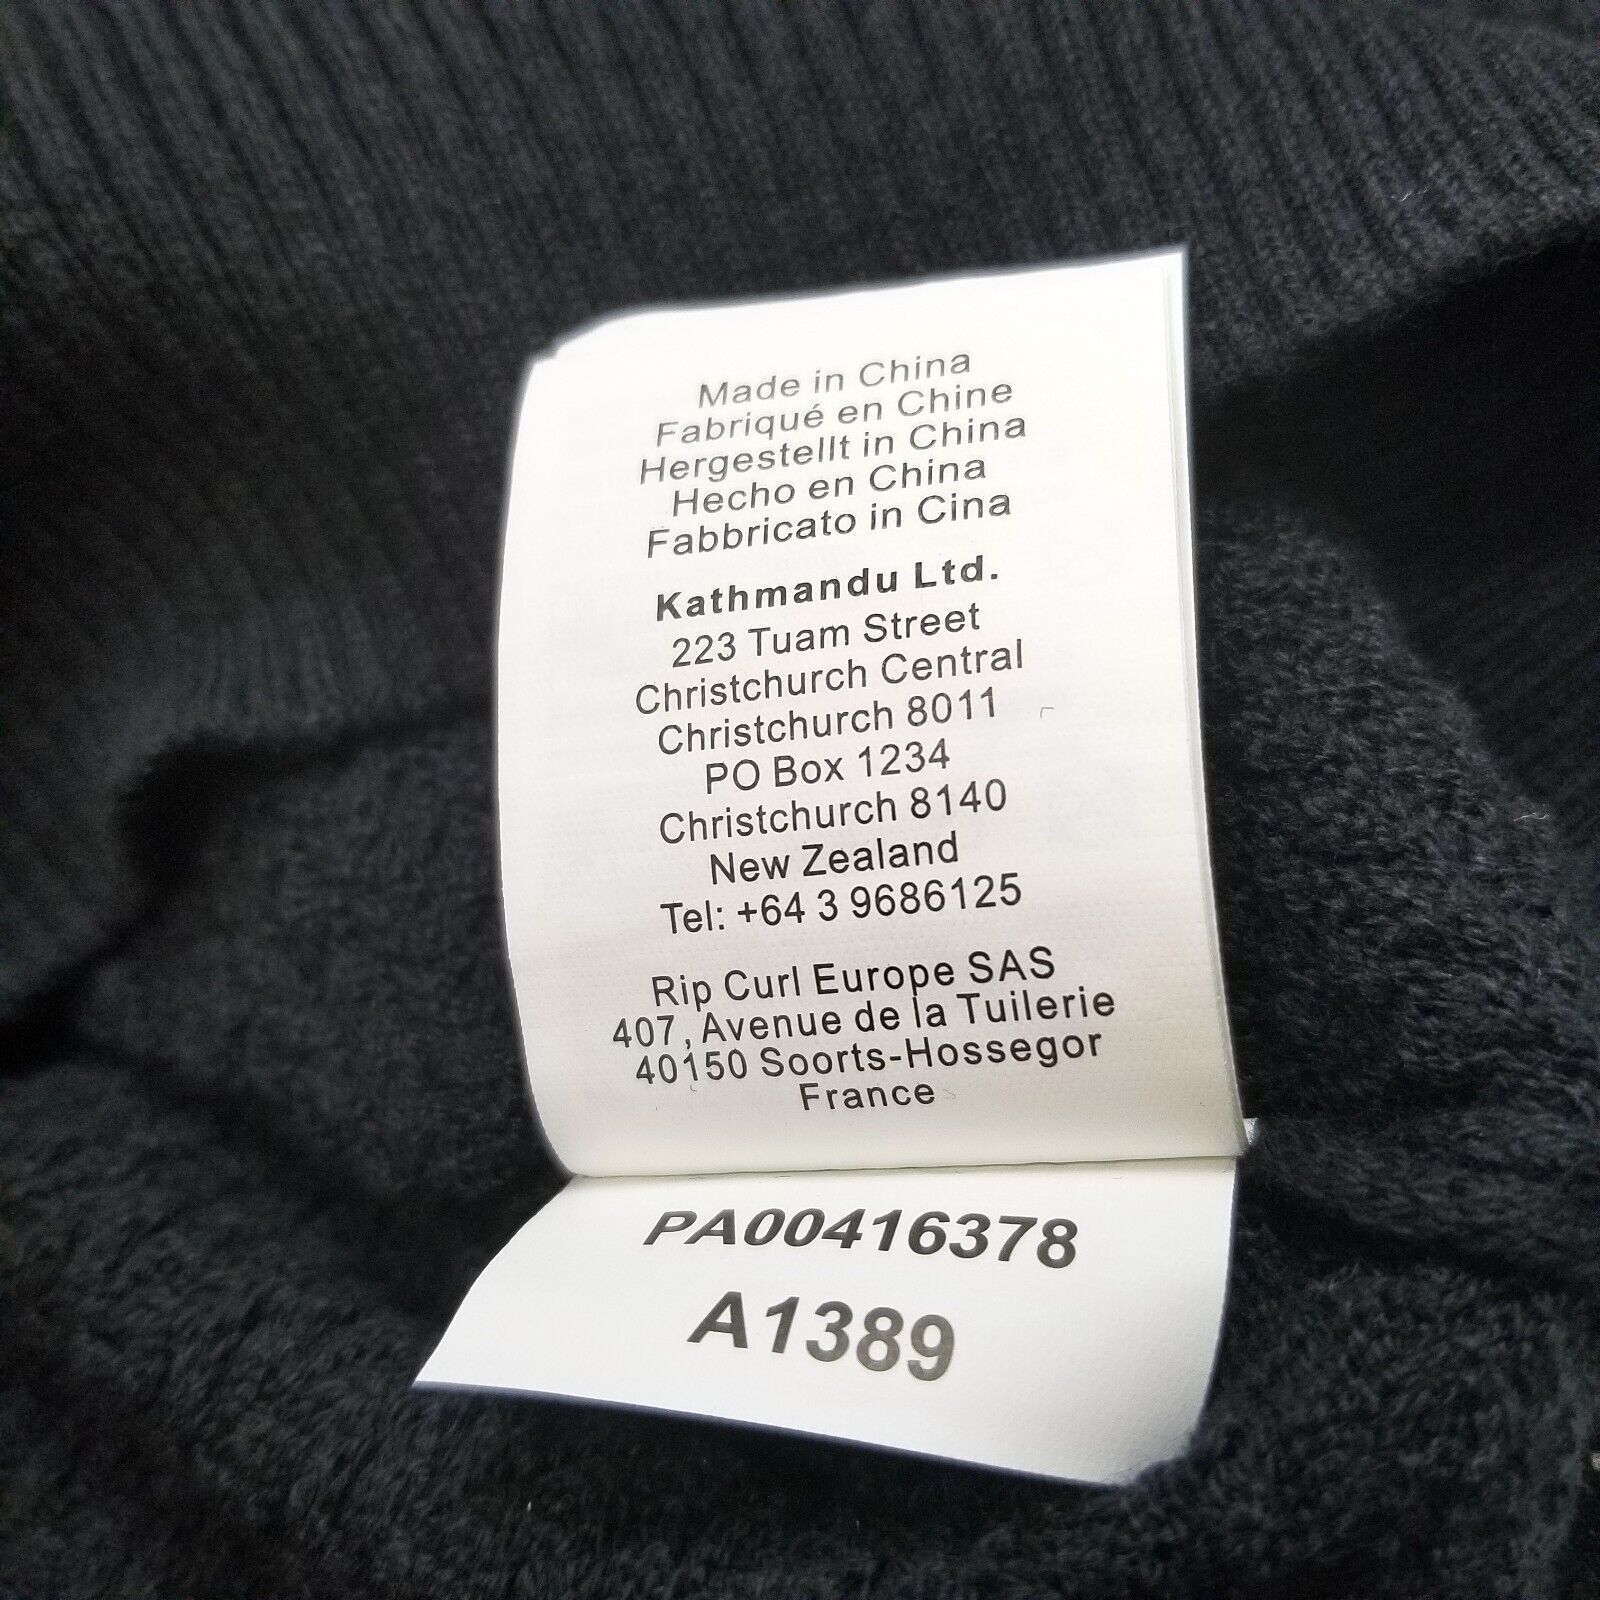 Made in China
Fabriqué en Chine
Hergestellt in China
Hecho en China
Fabbricato in Cina
Kathmandu Ltd.
223 Tuam Street
Christchurch Central
Christchurch 8011
PO Box 1234
Christchurch 8140
New Zealand
Tel: +64 3 9686125
Rip Curl Europe SAS
407, Avenue de la Tuilerie
40150 Soorts-Hossegor
France
PA00416378
A1389